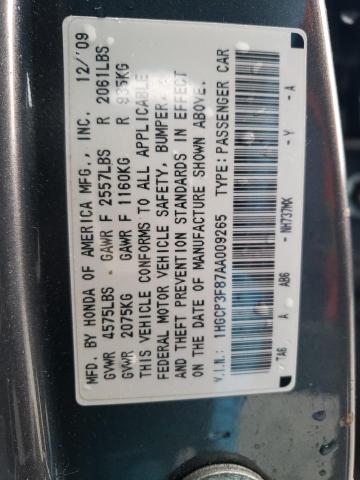 MFD. BY HONDA OF AMERICA MFG., INC. 12/'09
GVWR 4575LBS GAWR F 2557LBS R 2061LBS
GVWR 2075KG GAWR F 1160KG R 935KG
THIS VEHICLE CONFORMS TO ALL APPLICABLE
FEDERAL MOTOR VEHICLE SAFETY, BUMPER,
AND THEFT PREVENTION STANDARDS IN EFFECT
ON THE DATE OF MANUFACTURE SHOWN ABOVE.
V.I.N.: 1HGCP3F87AA009265 TYPE: PASSENGER CAR
TA6 A AB6 NH737MX - Y - A